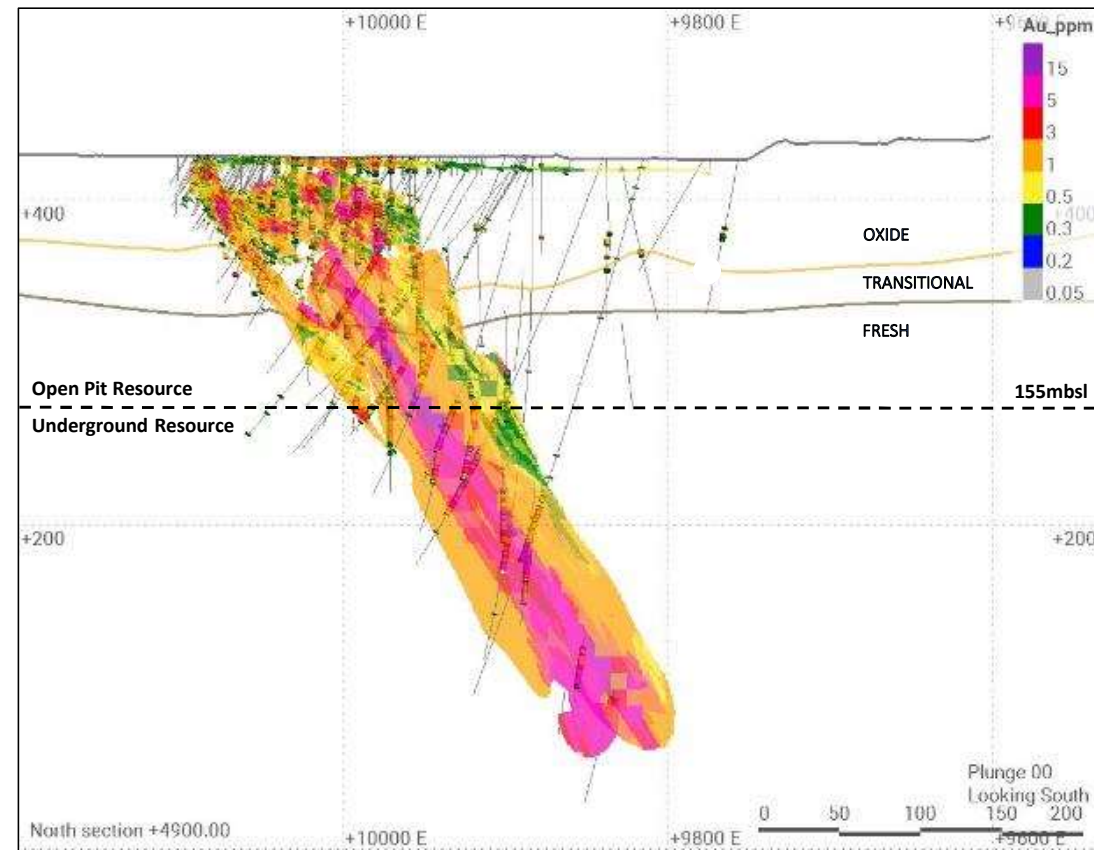 +10000 E
+9800 E
Au_ppm
15
5
3
1
0.5
0.3
0.2
0.05
+400
+400
OXIDE
TRANSITIONAL
FRESH
Open Pit Resource
155mbsl
Underground Resource
+200
+200
Plunge 00
Looking South
0 50 100 150 200
North section +4900.00
+10000 E
+9800 E
+9600 E